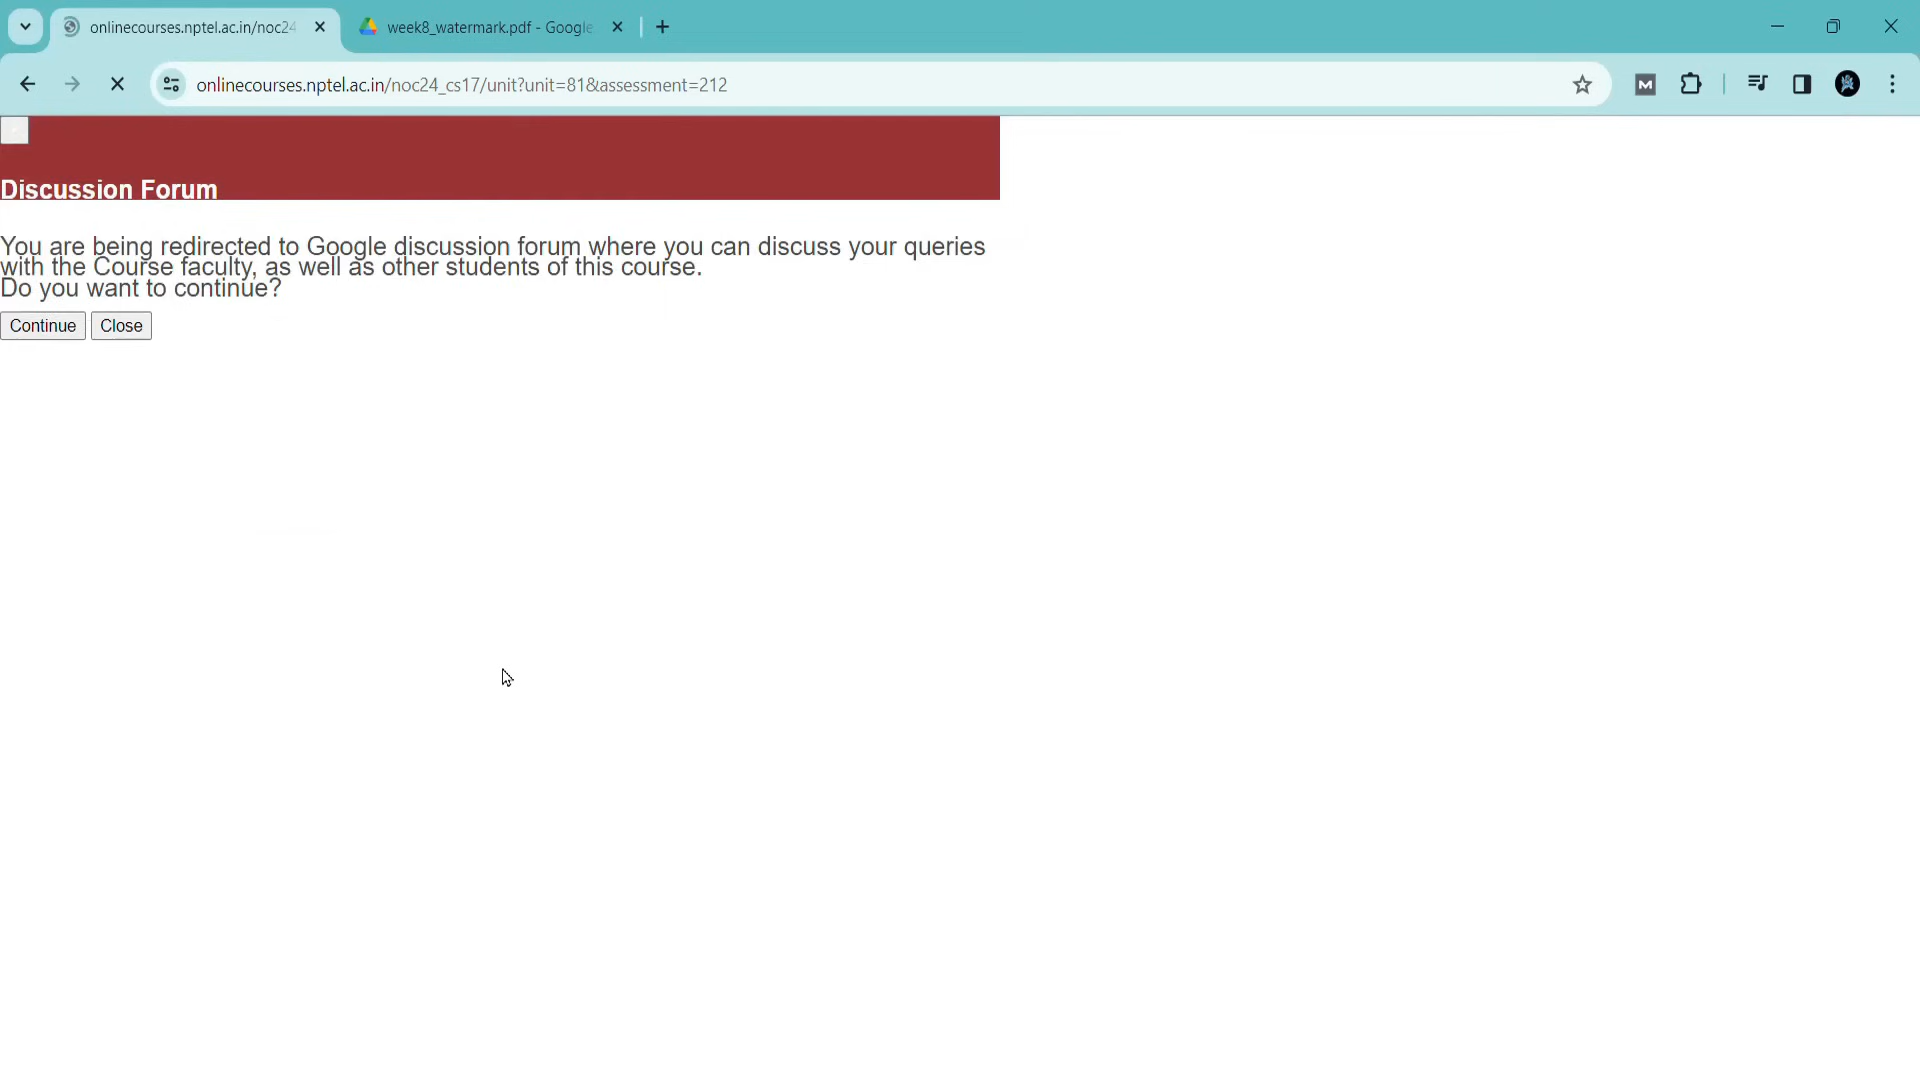 onlinecourses.nptel.ac.in/noc24
week8_watermark.pdf - Google
onlinecourses.nptel.ac.in/noc24_cs17/unit?unit=81&assessment=212
M
Discussion Forum
You are being redirected to Google discussion forum where you can discuss your queries
with the Course faculty, as well as other students of this course.
Do you want to continue?
Continue Close